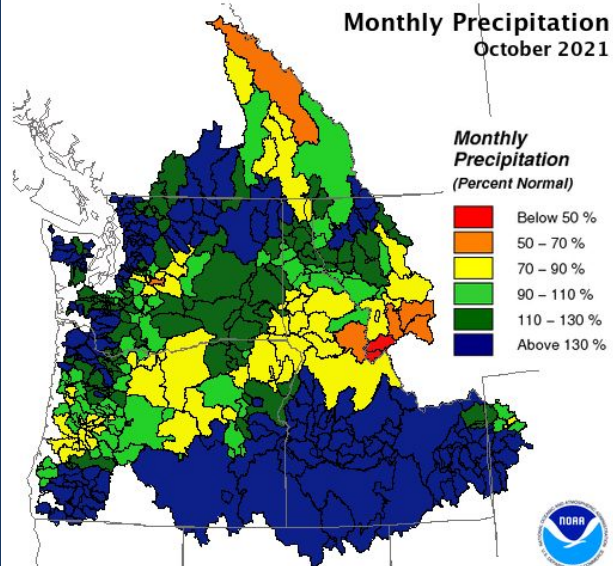 Monthly Precipitation
October 2021
Monthly
Precipitation
(Percent Normal)
Below 50 %
50 – 70 %
70 – 90 %
90 – 110 %
110 – 130 %
Above 130 %
NOAA